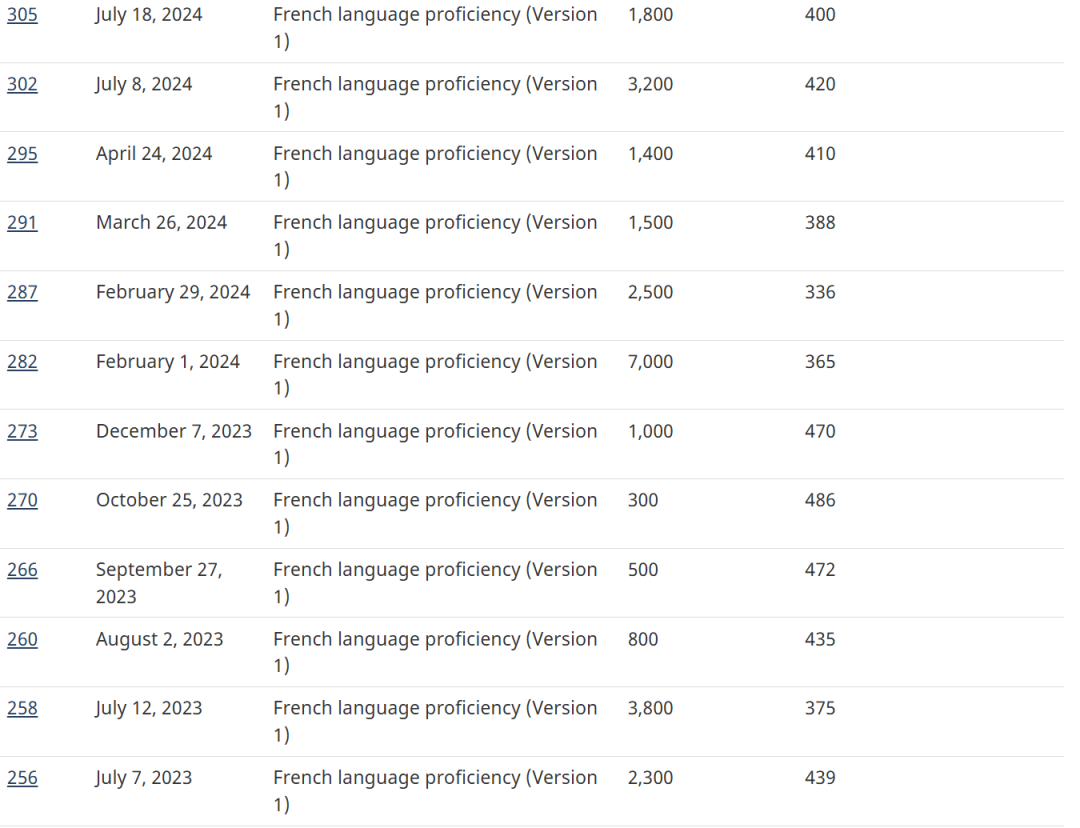 305 July 18, 2024 French language proficiency (Version 1,800 400
1)
302 July 8, 2024 French language proficiency (Version 3,200 420
1)
295 April 24, 2024 French language proficiency (Version 1,400 410
1)
291 March 26, 2024 French language proficiency (Version 1,500 388
1)
287 February 29, 2024 French language proficiency (Version 2,500 336
1)
282 February 1, 2024 French language proficiency (Version 7,000 365
1)
273 December 7, 2023 French language proficiency (Version 1,000 470
1)
270 October 25, 2023 French language proficiency (Version 300 486
1)
266 September 27, French language proficiency (Version 500 472
2023 1)
260 August 2, 2023 French language proficiency (Version 800 435
1)
258 July 12, 2023 French language proficiency (Version 3,800 375
1)
256 July 7, 2023 French language proficiency (Version 2,300 439
1)